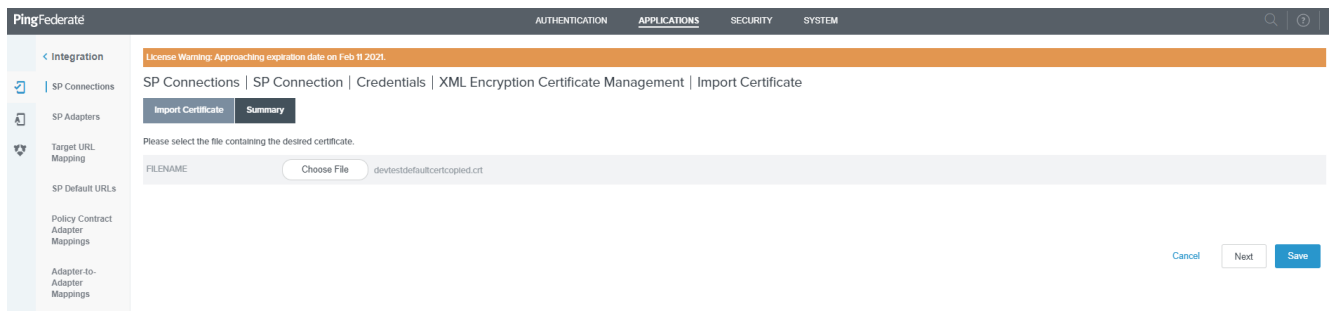 PingFederate
AUTHENTICATION APPLICATIONS SECURITY SYSTEM
Integration
SP Connections
SP Adapters
Target URL
Mapping
SP Default URLs
Policy Contract
Adapter
Mappings
Adapter-to-
Adapter
Mappings
License Warning: Approaching expiration date on Feb 11 2021.
SP Connections | SP Connection | Credentials | XML Encryption Certificate Management | Import Certificate
Import Certificate Summary
Please select the file containing the desired certificate.
FILENAME Choose File devtestdefaultcertcopied.crt
Cancel Next Save